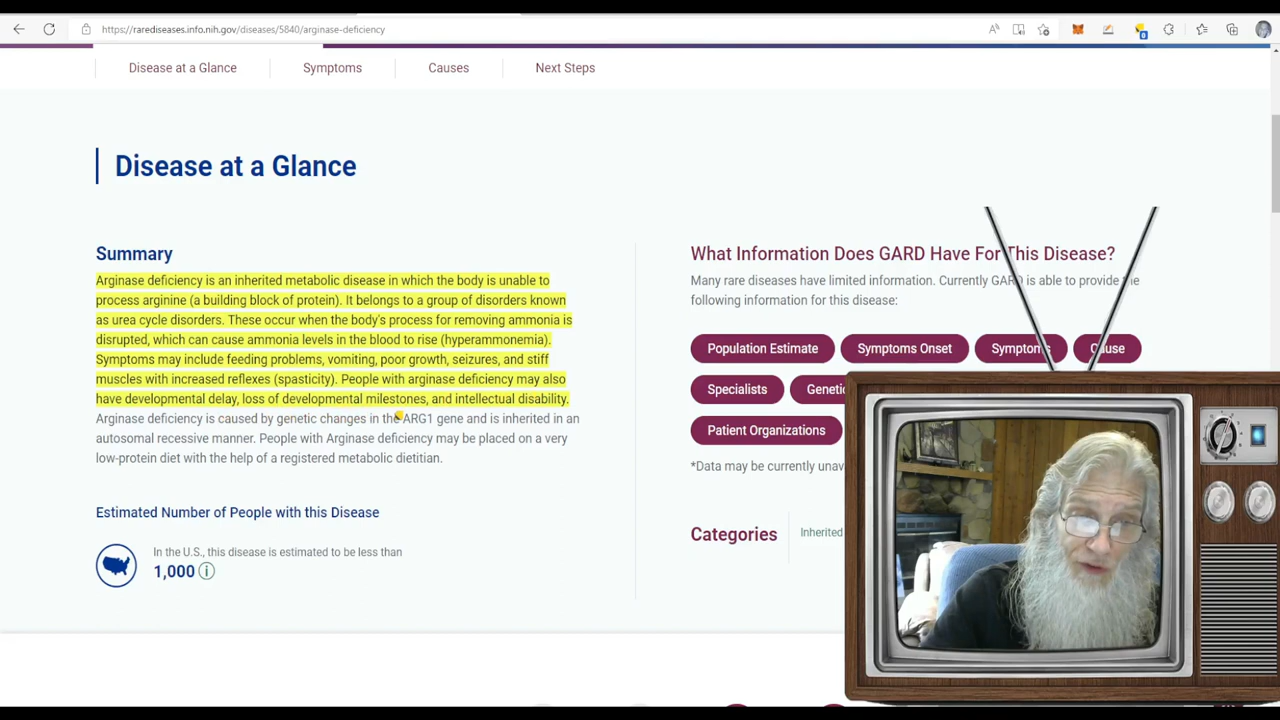 https://rarediseases.info.nih.gov/diseases/5840/arginase-deficiency
Disease at a Glance
Symptoms
Causes
Next Steps
Disease at a Glance
Summary
Arginase deficiency is an inherited metabolic disease in which the body is unable to
process arginine (a building block of protein). It belongs to a group of disorders known
as urea cycle disorders. These occur when the body's process for removing ammonia is
disrupted, which can cause ammonia levels in the blood to rise (hyperammonemia).
Symptoms may include feeding problems, vomiting, poor growth, seizures, and stiff
muscles with increased reflexes (spasticity). People with arginase deficiency may also
have developmental delay, loss of developmental milestones, and intellectual disability.
Arginase deficiency is caused by genetic changes in the ARG1 gene and is inherited in an
autosomal recessive manner. People with Arginase deficiency may be placed on a very
low-protein diet with the help of a registered metabolic dietitian.
Estimated Number of People with this Disease
In the U.S., this disease is estimated to be less than
1,000
What Information Does GARD Have For This Disease?
Many rare diseases have limited information. Currently GARD is able to provide the
following information for this disease:
Population Estimate
Symptoms Onset
Symptoms
Cause
Specialists
Genetic
Patient Organizations
*Data may be currently unav
Categories
Inherited